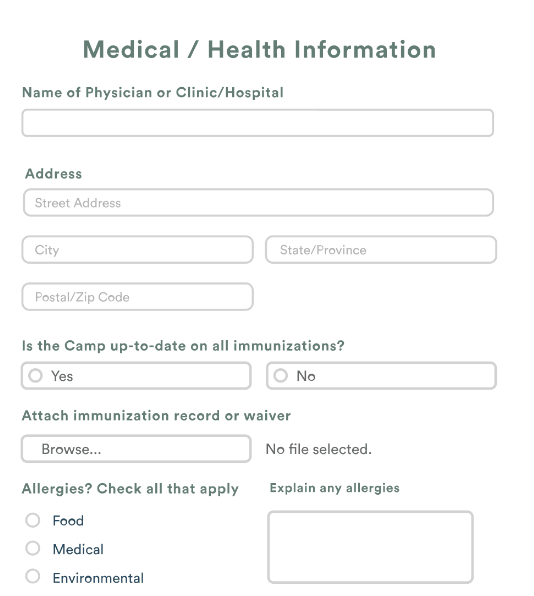 Medical / Health Information
Name of Physician or Clinic/Hospital
Address
Street Address
City State/Province
Postal/Zip Code
Is the Camp up-to-date on all immunizations?
Yes No
Attach immunization record or waiver
Browse... No file selected.
Allergies? Check all that apply Explain any allergies
Food
Medical
Environmental